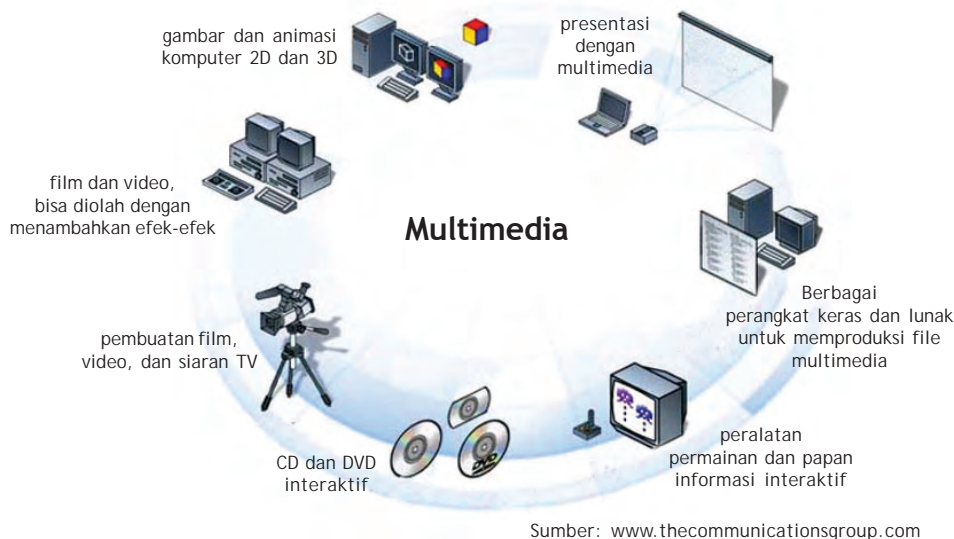 gambar dan animasi
komputer 2D dan 3D
presentasi
dengan
multimedia
film dan video,
bisa diolah dengan
menambahkan efek-efek
Multimedia
Berbagai
perangkat keras dan lunak
untuk memproduksi file
multimedia
pembuatan film,
video, dan siaran TV
peralatan
permainan dan papan
informasi interaktif
CD dan DVD
interaktif
DVD
Sumber: www.thecommunicationsgroup.com